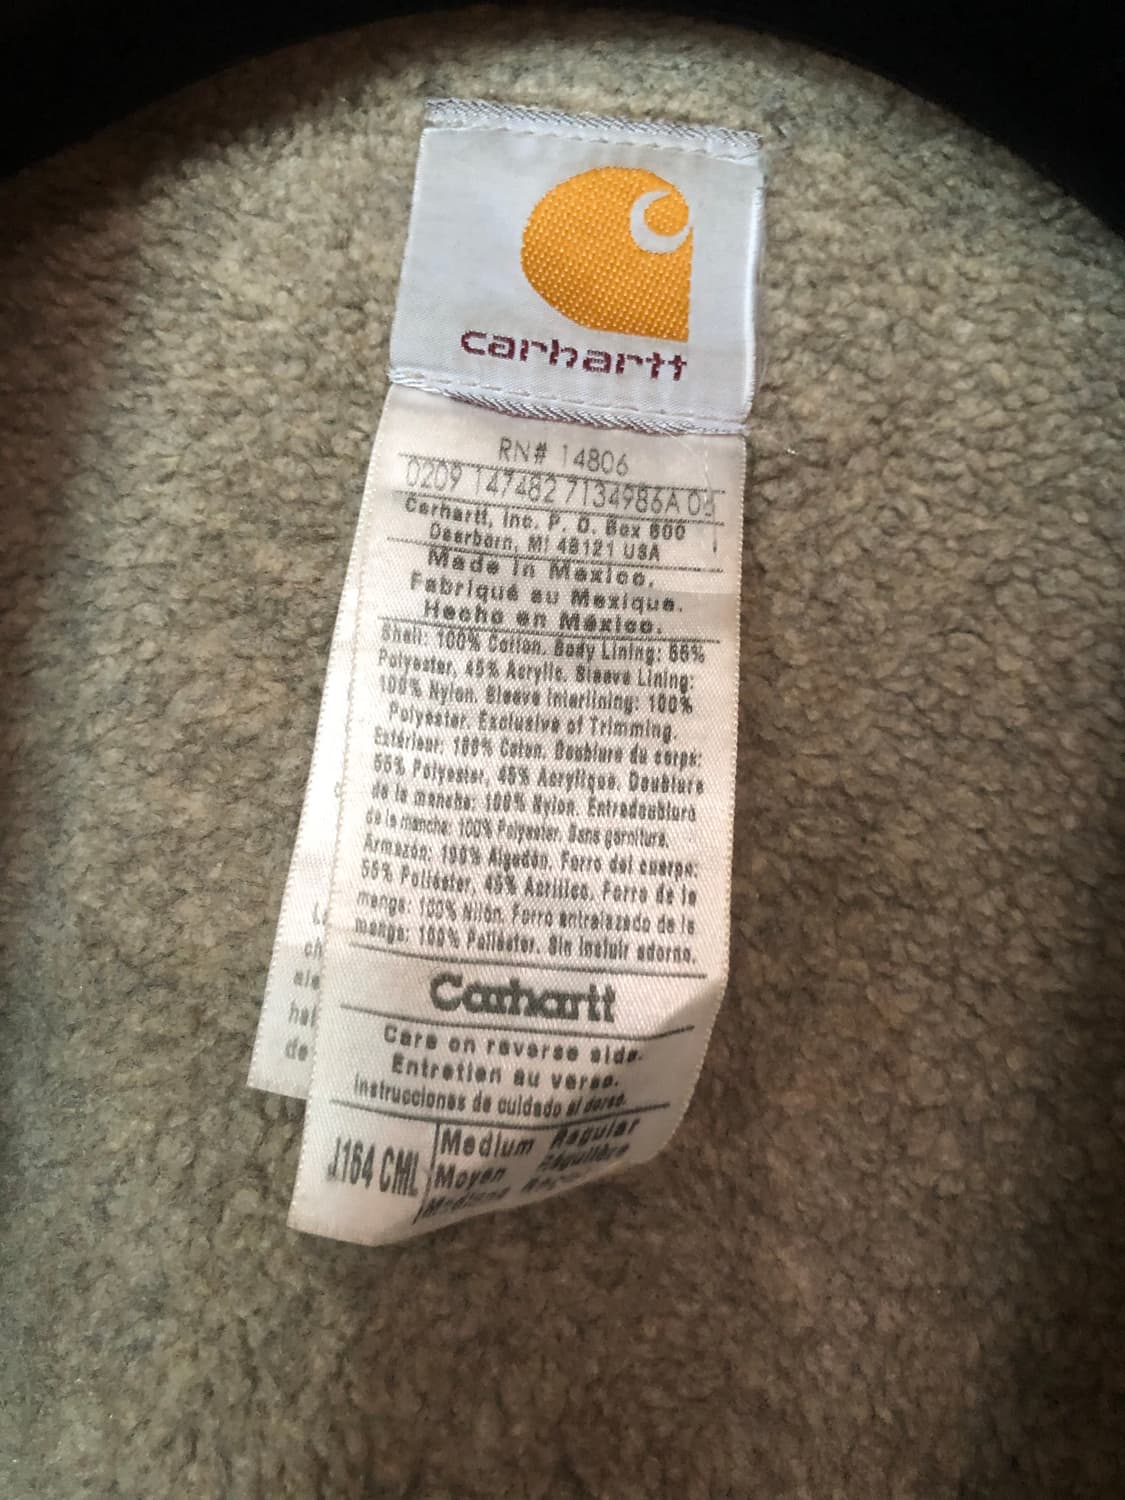 carhartt
RN# 14806
0209 147482 7134986A 06
Carhartt, Inc. P. O. Box 600
Dearborn, MI 48121 USA
Made in Mexico.
Fabriqué au Mexique.
Hecho en México.
Shell: 100% Cotton. Body Lining: 55%
Polyester, 45% Acrylic. Sleeve Lining:
100% Nylon. Sleeve Interlining: 100%
Polyester. Exclusive of Trimming.
Extérieur: 100% Coton. Doublure du corps:
55% Polyester, 45% Acrylique. Doublure
de la manche: 100% Nylon. Entredoublure
de la manche: 100% Polyester. Sans garniture.
Armazón: 100% Algodón. Forro del cuerpo:
55% Poliéster, 45% Acrílico. Forro de la
manga: 100% Nilón. Forro entrelazado de la
manga: 100% Poliéster. Sin incluir adorno.
Carhartt
Care on reverse side.
Entretien au verso.
Instrucciones de cuidado al dorso.
J164 CML
Medium Regular
Moyen